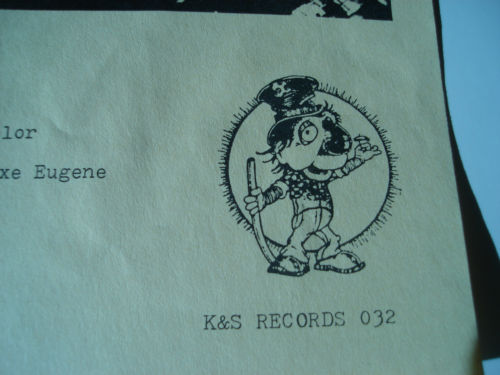 lor
xe Eugene
K&S RECORDS 032